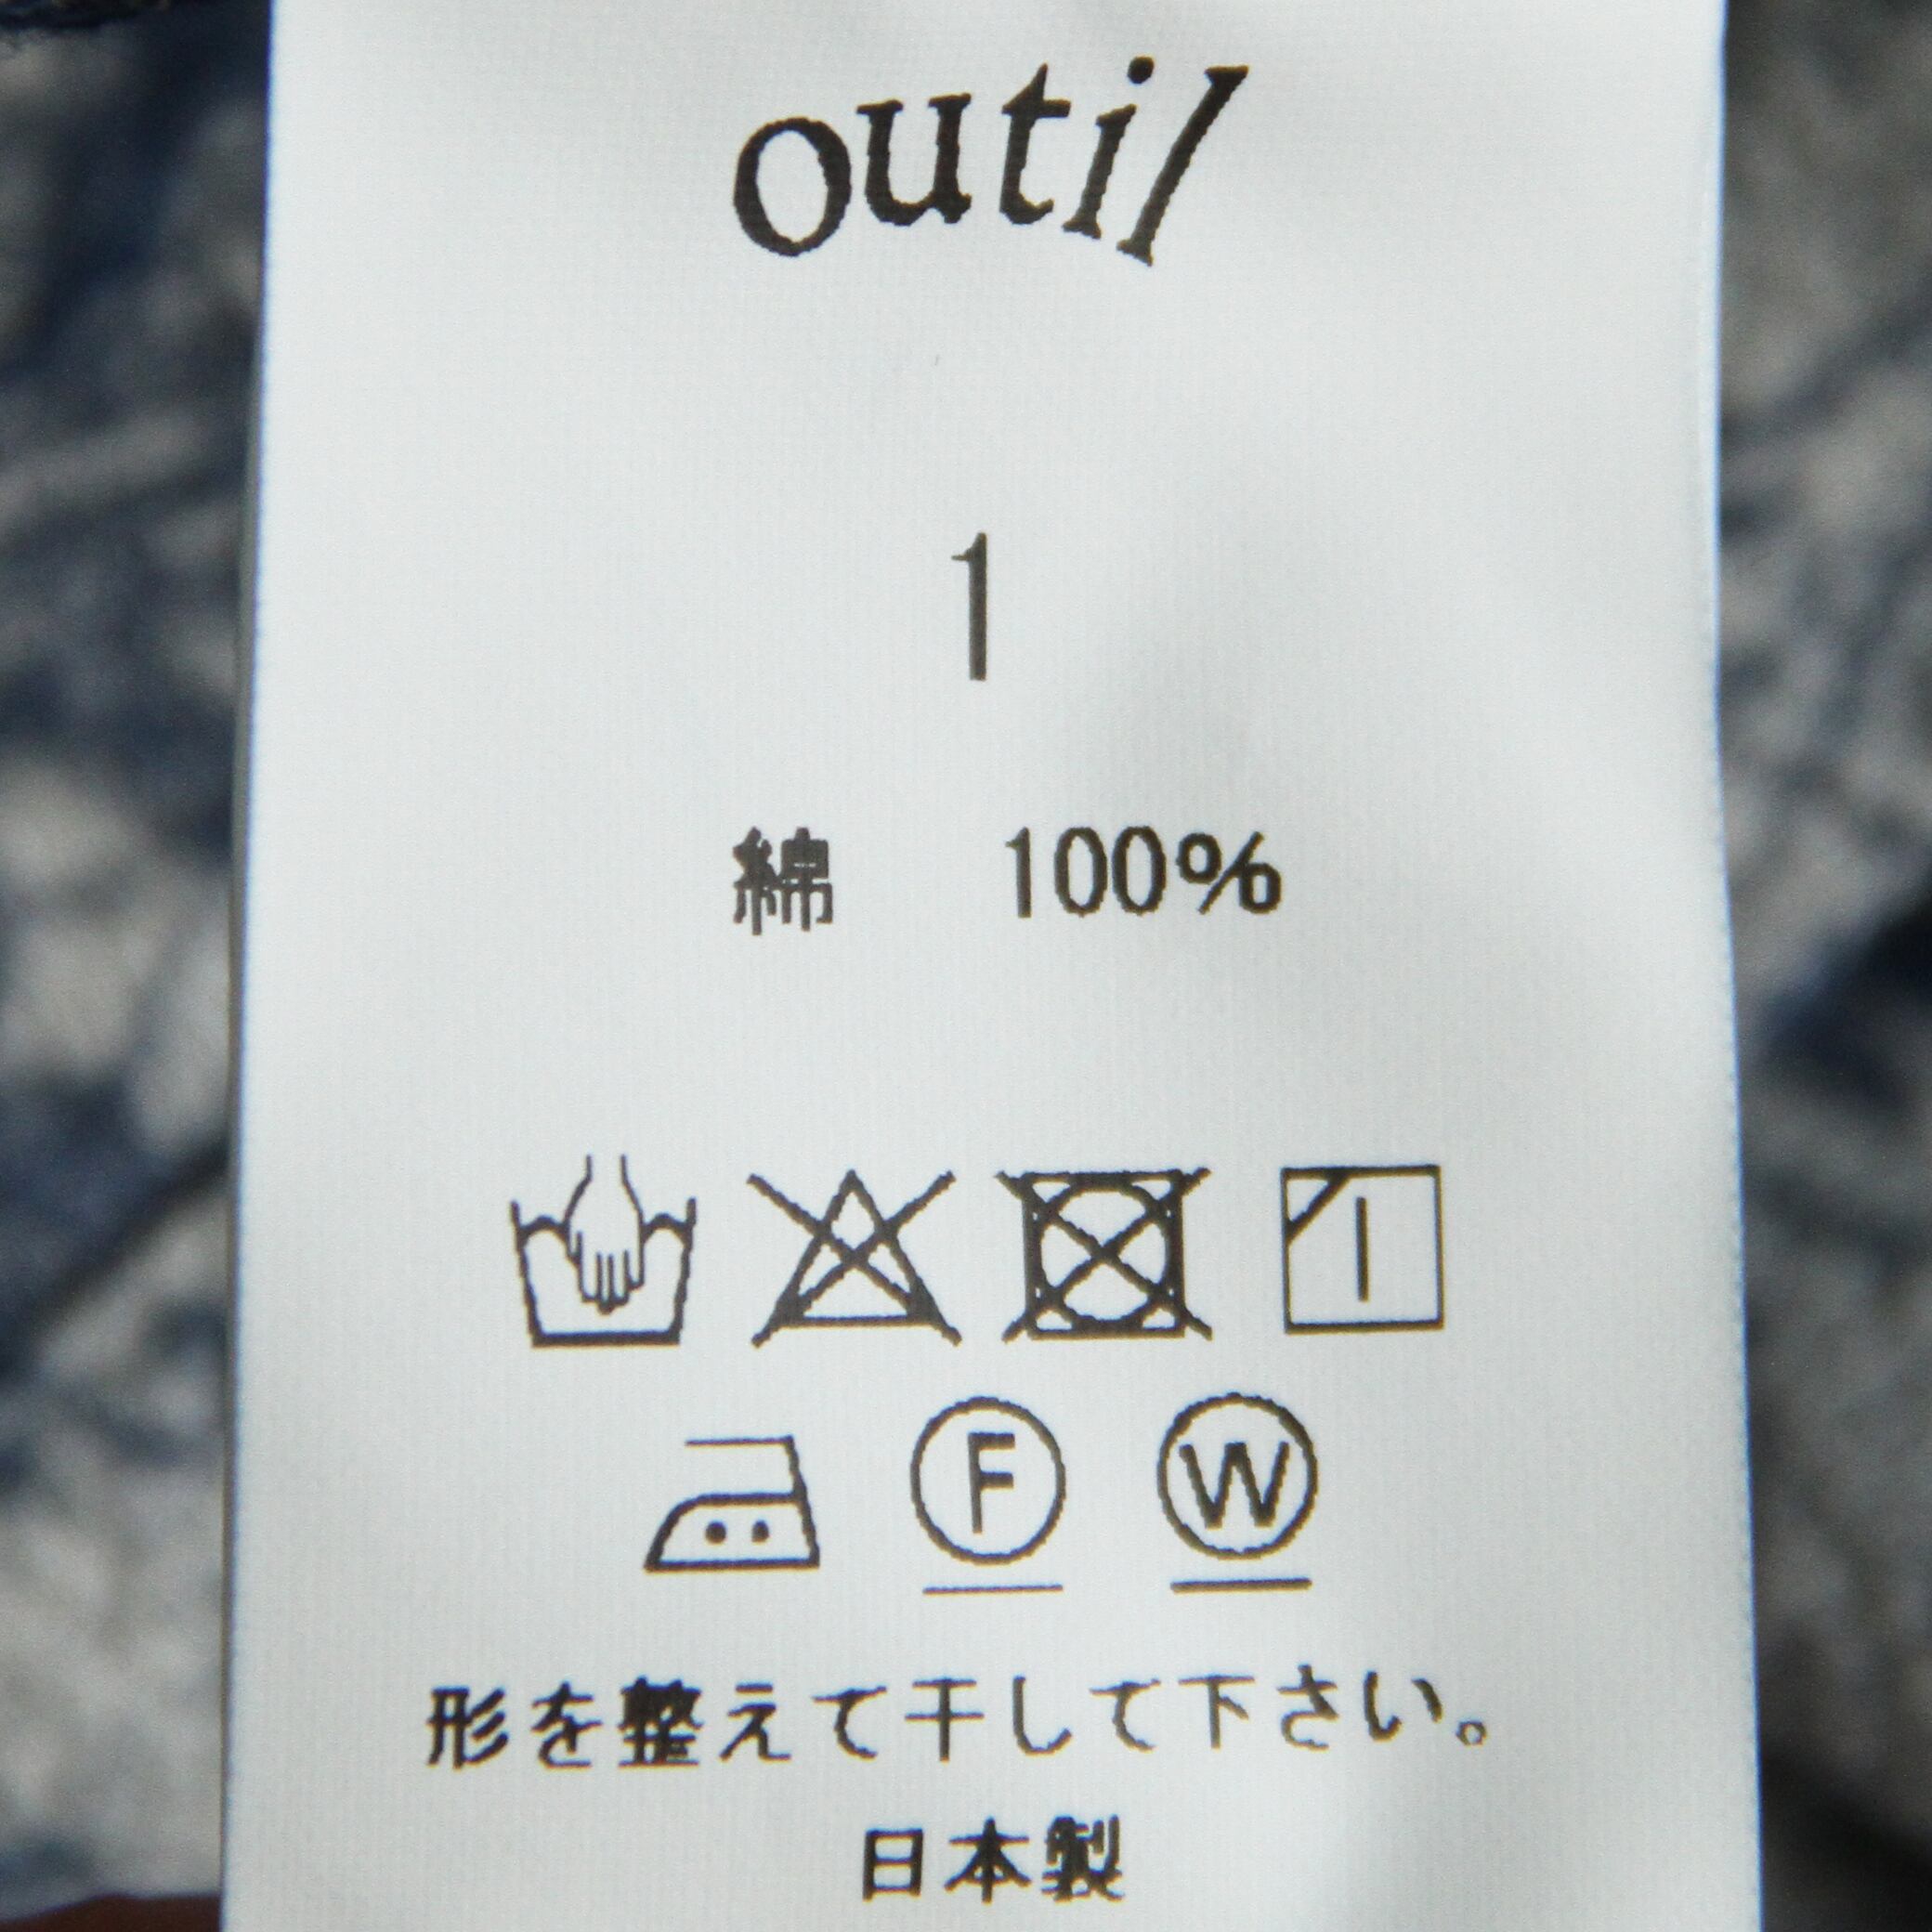 outil
1
綿 100%
F W
形を整えて干して下さい。
日本製